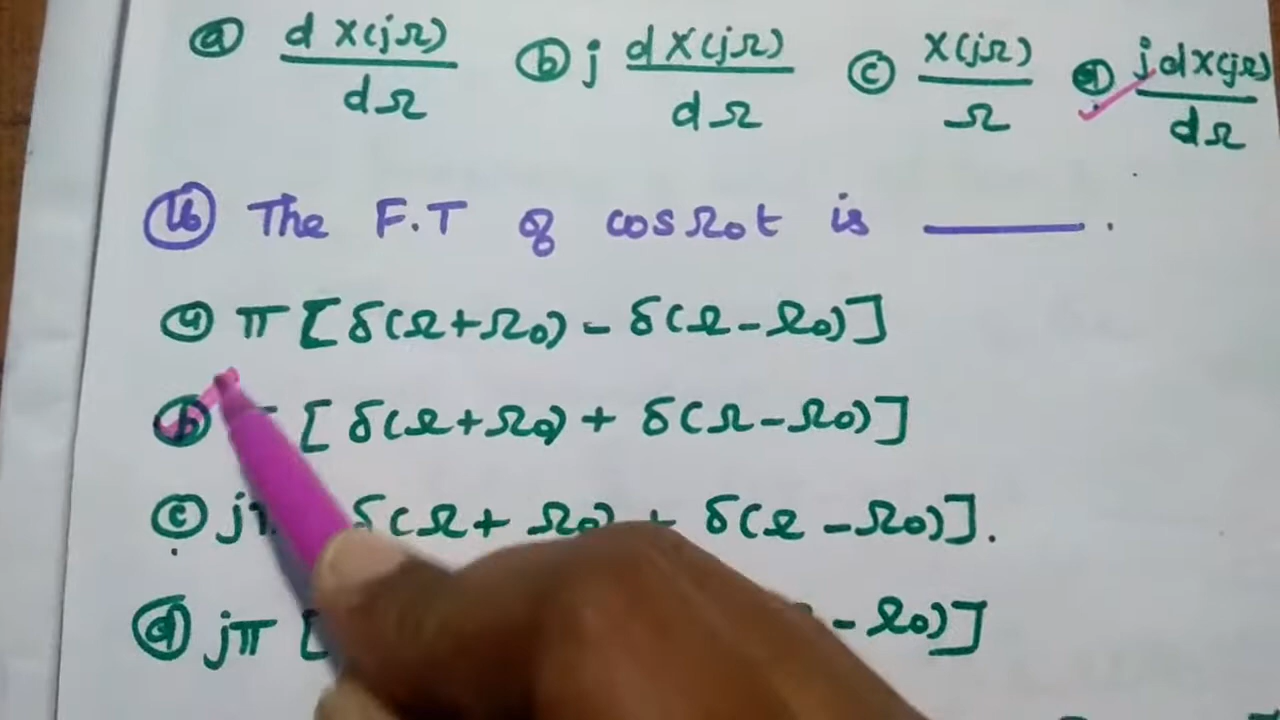 ⓐ dX(jΩ)/dΩ ⓑ j dX(jΩ)/dΩ ⓒ X(jΩ)/Ω ⓓ j dX(jΩ)/dΩ
⑯ The F.T of cosΩ₀t is ______ .
ⓐ π [δ(Ω+Ω₀) - δ(Ω-Ω₀)]
ⓑ [δ(Ω+Ω₀) + δ(Ω-Ω₀)]
ⓒ jπ δ(Ω+ Ω₀) + δ(Ω -Ω₀)].
ⓓ jπ [ - Ω₀)]